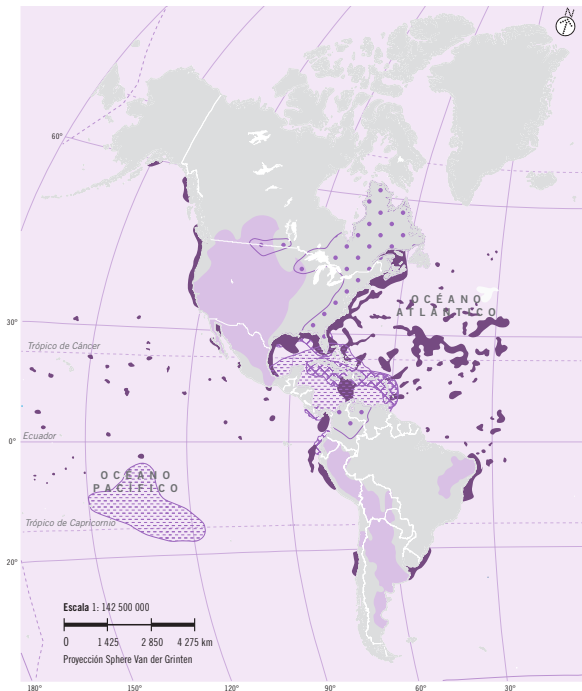 N
60°
OCÉANO
ATLÁNTICO
30°
Trópico de Cáncer
Ecuador
0°
OCÉANO
PACÍFICO
Trópico de Capricornio
20°
Escala 1: 142 500 000
0 1 425 2 850 4 275 km
Proyección Sphere Van der Grinten
180° 150° 120° 90° 60° 30°